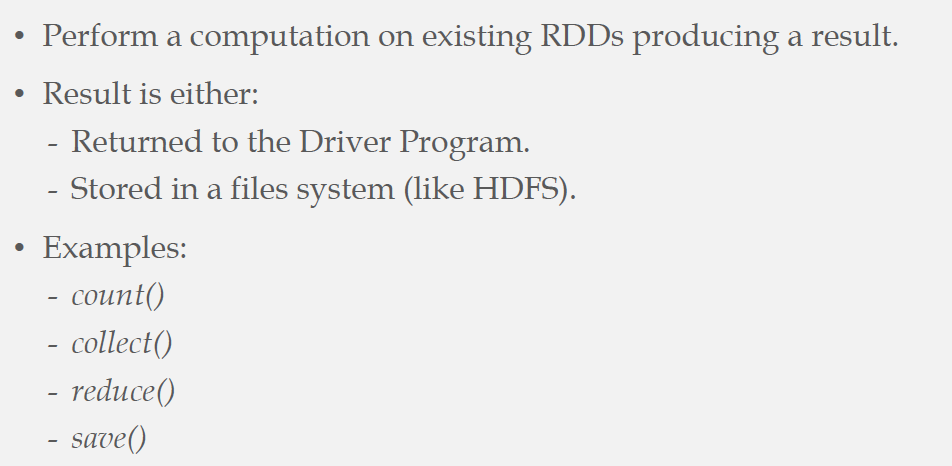 • Perform a computation on existing RDDs producing a result.
• Result is either:
- Returned to the Driver Program.
- Stored in a files system (like HDFS).
• Examples:
- count()
- collect()
- reduce()
- save()